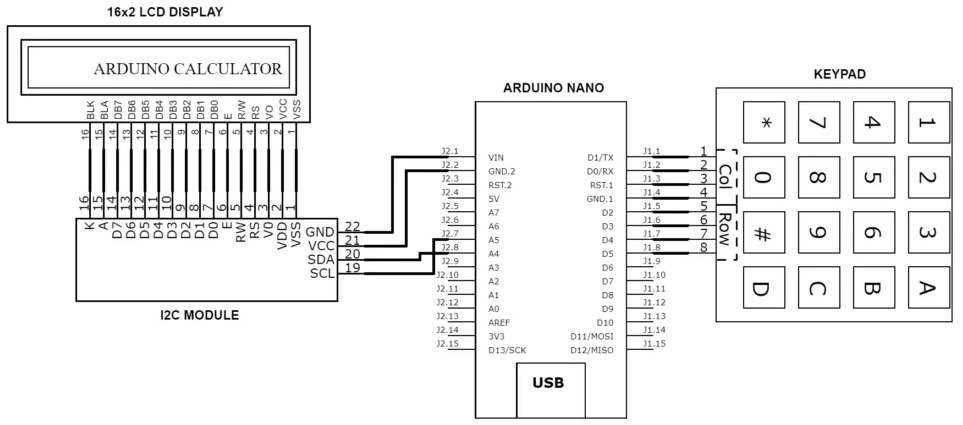 16x2 LCD DISPLAY
ARDUINO CALCULATOR
BLK BLA DB7 DB6 DB5 DB4 DB3 DB2 DB1 DB0 E R/W RS VO VCC VSS
16 15 14 13 12 11 10 9 8 7 6 5 4 3 2 1
16 15 14 13 12 11 10 9 8 7 6 5 4 3 2 1
K A D7 D6 D5 D4 D3 D2 D1 D0 E RW RS V0 VDD VSS
GND 22
VCC 21
SDA 20
SCL 19
I2C MODULE
ARDUINO NANO
J2.1 VIN D1/TX J1.1
J2.2 GND.2 D0/RX J1.2
J2.3 RST.2 RST.1 J1.3
J2.4 5V GND.1 J1.4
J2.5 A7 D2 J1.5
J2.6 A6 D3 J1.6
J2.7 A5 D4 J1.7
J2.8 A4 D5 J1.8
J2.9 A3 D6 J1.9
J2.10 A2 D7 J1.10
J2.11 A1 D8 J1.11
J2.12 A0 D9 J1.12
J2.13 AREF D10 J1.13
J2.14 3V3 D11/MOSI J1.14
J2.15 D13/SCK D12/MISO J1.15
USB
KEYPAD
1
2
3
4
5
6
7
8
Col
Row
* 7 4 1
0 8 5 2
# 9 6 3
D C B A